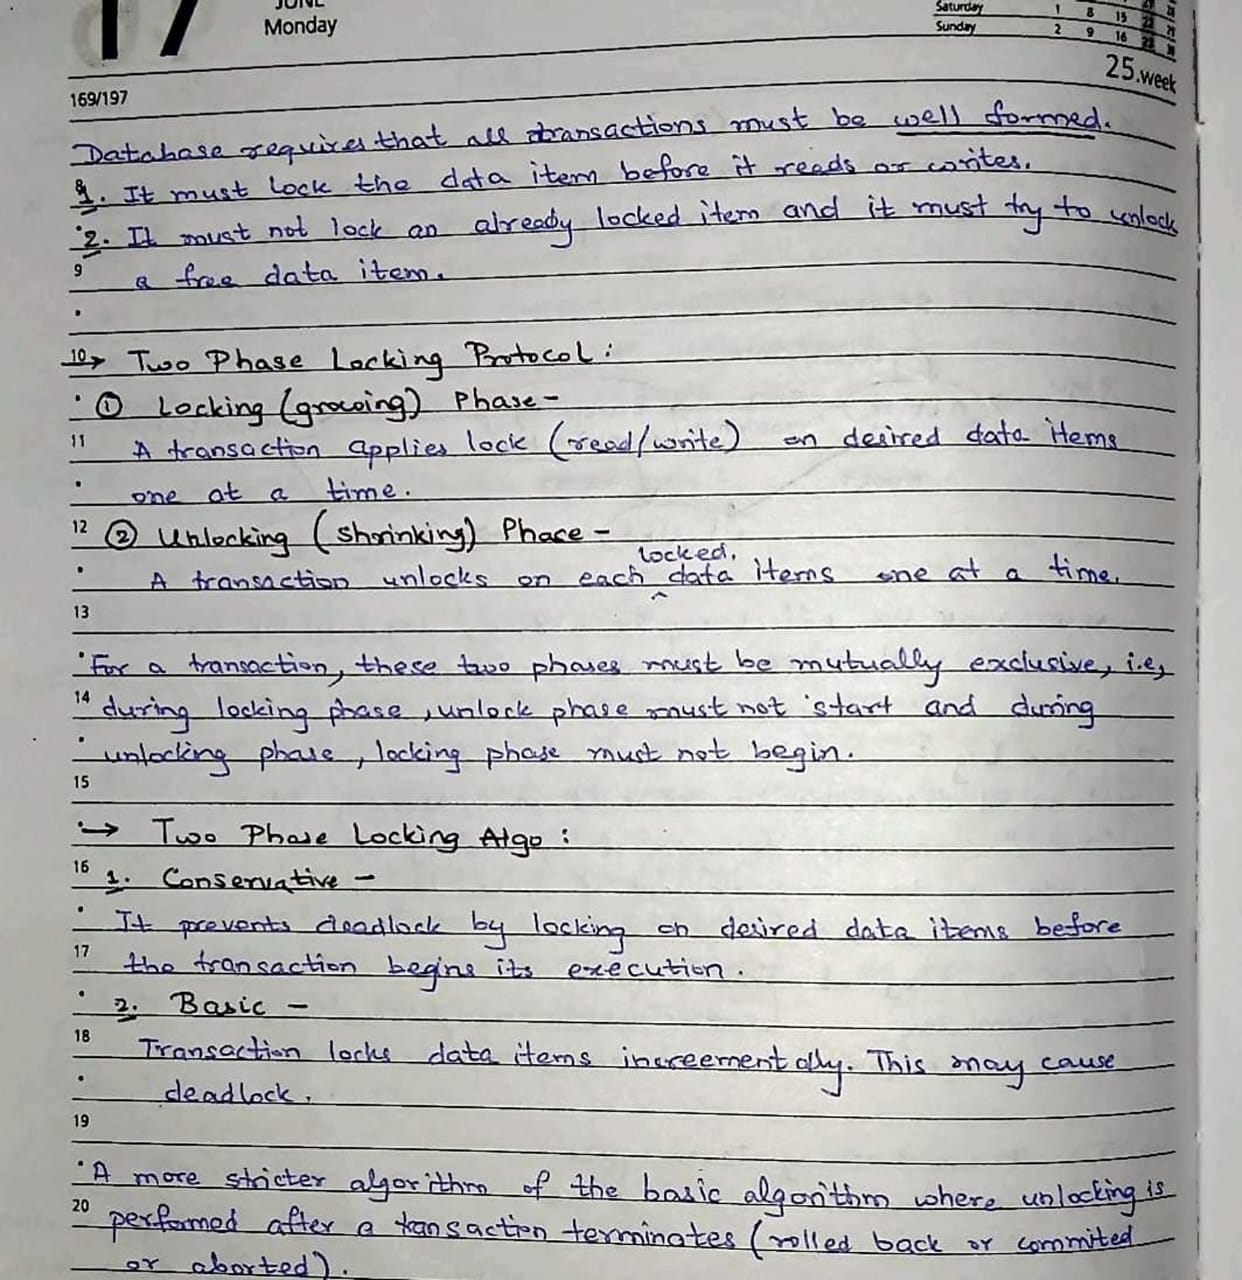 17
JUNE
Monday
Saturday 1 8 15
Sunday 2 9 16
169/197
25.week
Database requires that all transactions must be well formed.
1. It must lock the data item before it reads or writes.
2. It must not lock an already locked item and it must try to unlock
9 a free data item.
10 → Two Phase Locking Protocol :
① Locking (growing) Phase -
11 A transaction applies lock (read/write) on desired data items
one at a time.
12 ② Unlocking (shrinking) Phase -
locked.
A transaction unlocks on each ^ data items one at a time.
13
For a transaction, these two phases must be mutually exclusive, i.e,
14 during locking phase, unlock phase must not start and during
unlocking phase, locking phase must not begin.
15
→ Two Phase Locking Algo :
16 1. Conservative -
It prevents deadlock by locking on desired data items before
17 the transaction begins its execution.
2. Basic -
18 Transaction locks data items increementally. This may cause
deadlock.
19
A more stricter algorithm of the basic algorithm where unlocking is
20 performed after a tansaction terminates (rolled back or commited
or aborted).